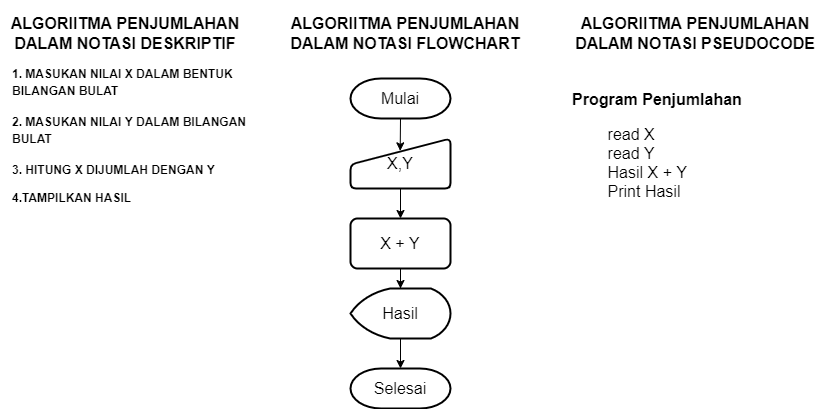 ALGORIITMA PENJUMLAHAN
DALAM NOTASI DESKRIPTIF
1. MASUKAN NILAI X DALAM BENTUK
BILANGAN BULAT
2. MASUKAN NILAI Y DALAM BILANGAN
BULAT
3. HITUNG X DIJUMLAH DENGAN Y
4.TAMPILKAN HASIL
ALGORIITMA PENJUMLAHAN
DALAM NOTASI FLOWCHART
Mulai
X,Y
X + Y
Hasil
Selesai
ALGORIITMA PENJUMLAHAN
DALAM NOTASI PSEUDOCODE
Program Penjumlahan
read X
read Y
Hasil X + Y
Print Hasil